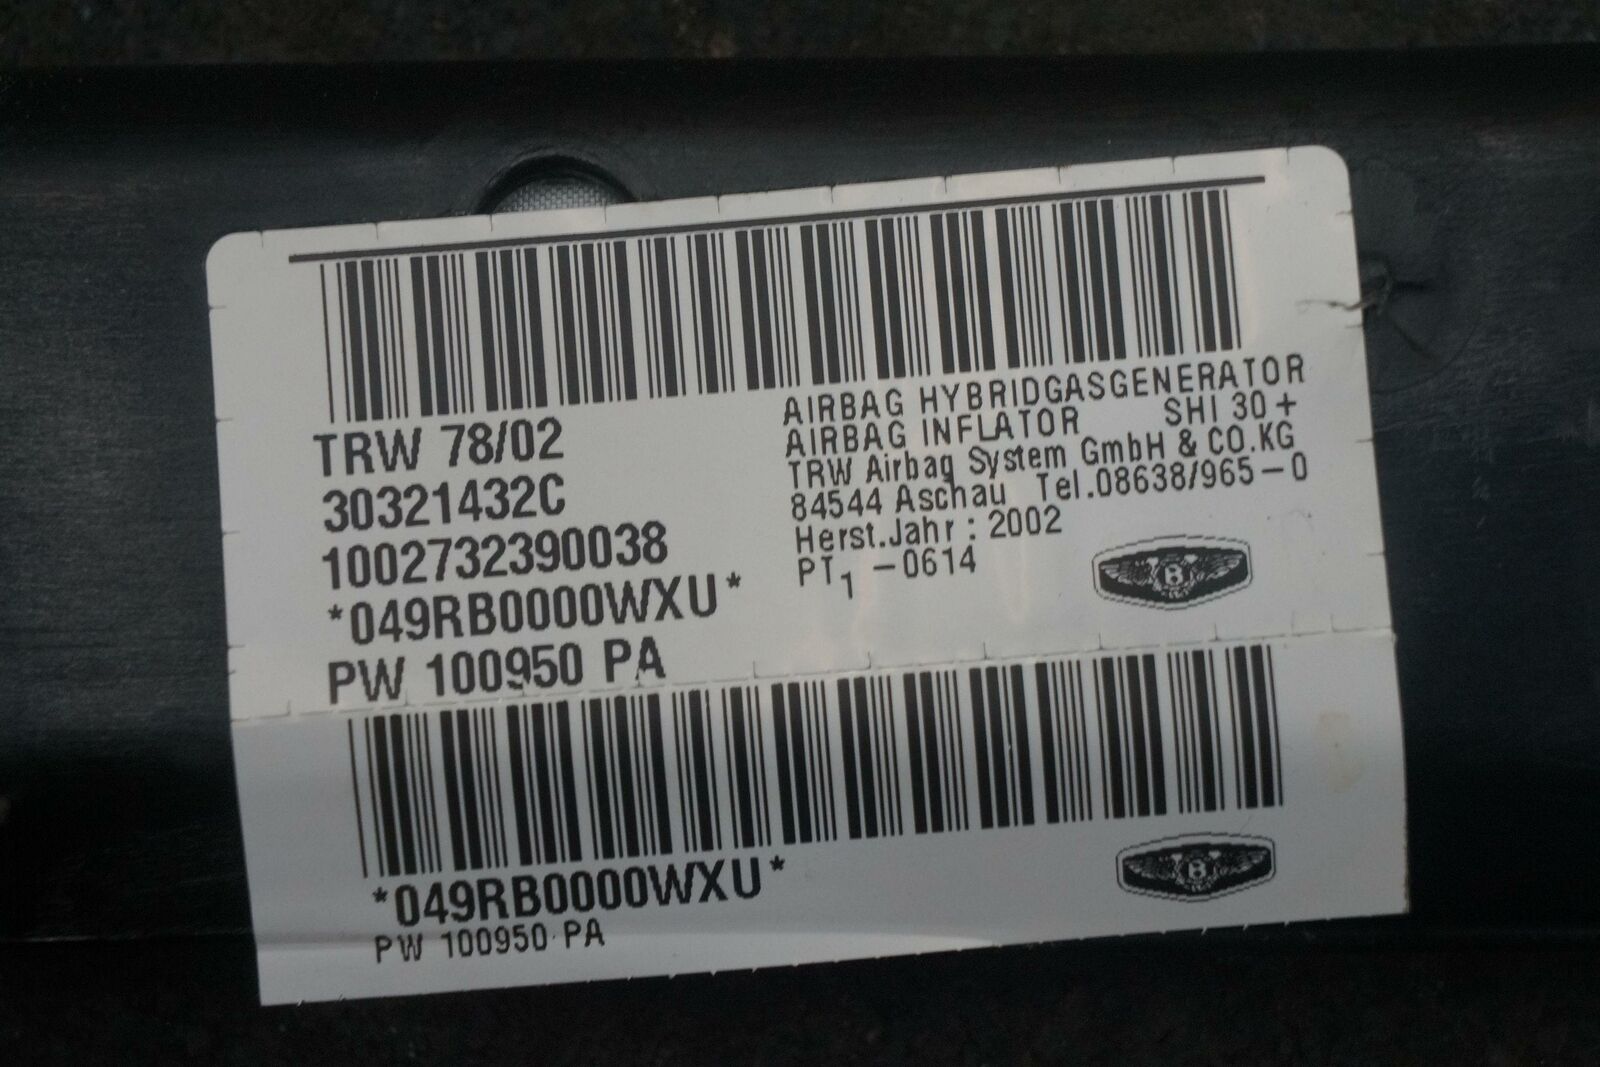 TRW 78/02
30321432C
1002732390038
*049RB0000WXU*
PW 100950 PA
AIRBAG HYBRIDGASGENERATOR
AIRBAG INFLATOR SHI 30+
TRW Airbag System GmbH & CO.KG
84544 Aschau Tel.08638/965-0
Herst.Jahr: 2002
PT1 -0614
B
*049RB0000WXU*
PW 100950 PA
B